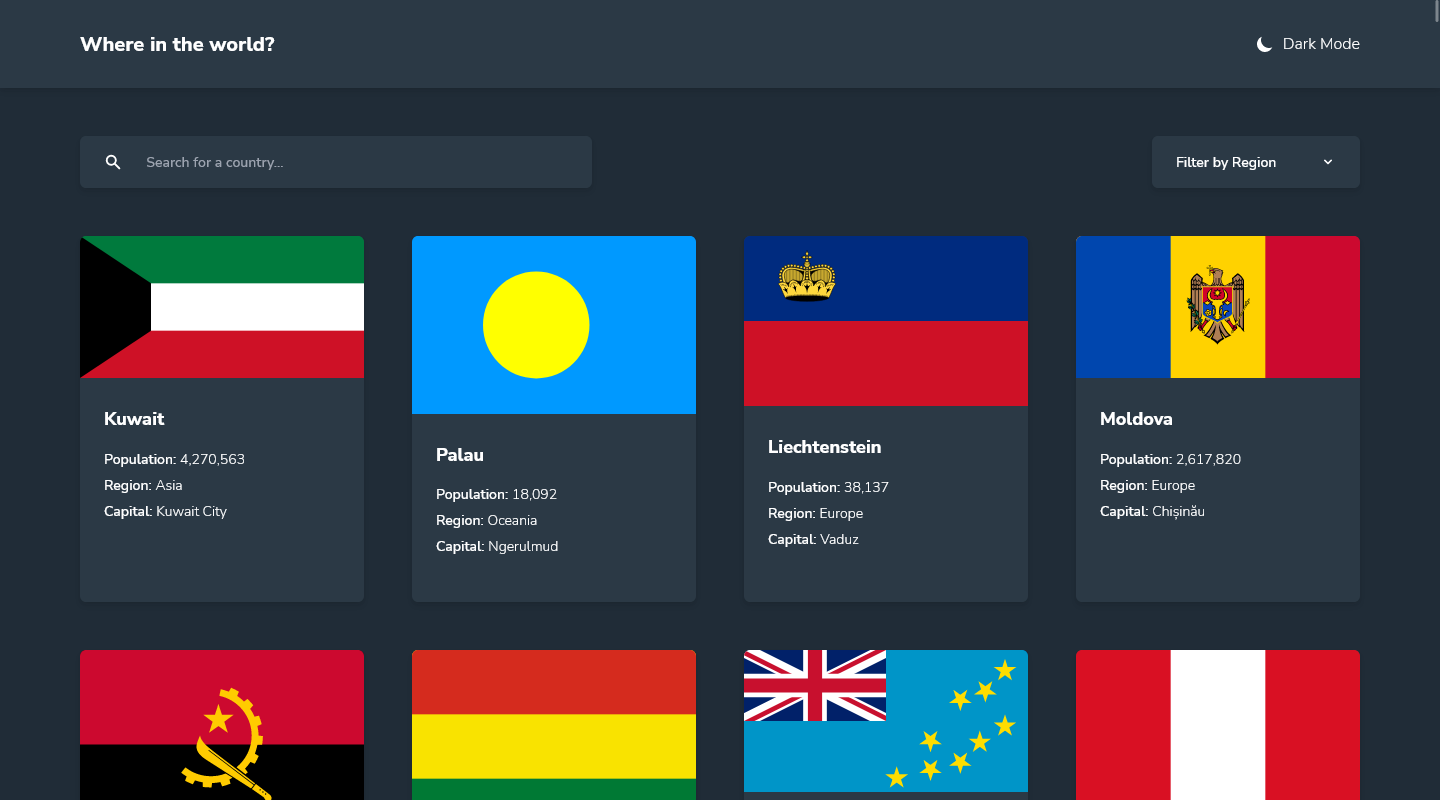 Where in the world?
Dark Mode
Search for a country...
Filter by Region
Kuwait
Population: 4,270,563
Region: Asia
Capital: Kuwait City
Palau
Population: 18,092
Region: Oceania
Capital: Ngerulmud
Liechtenstein
Population: 38,137
Region: Europe
Capital: Vaduz
Moldova
Population: 2,617,820
Region: Europe
Capital: Chișinău